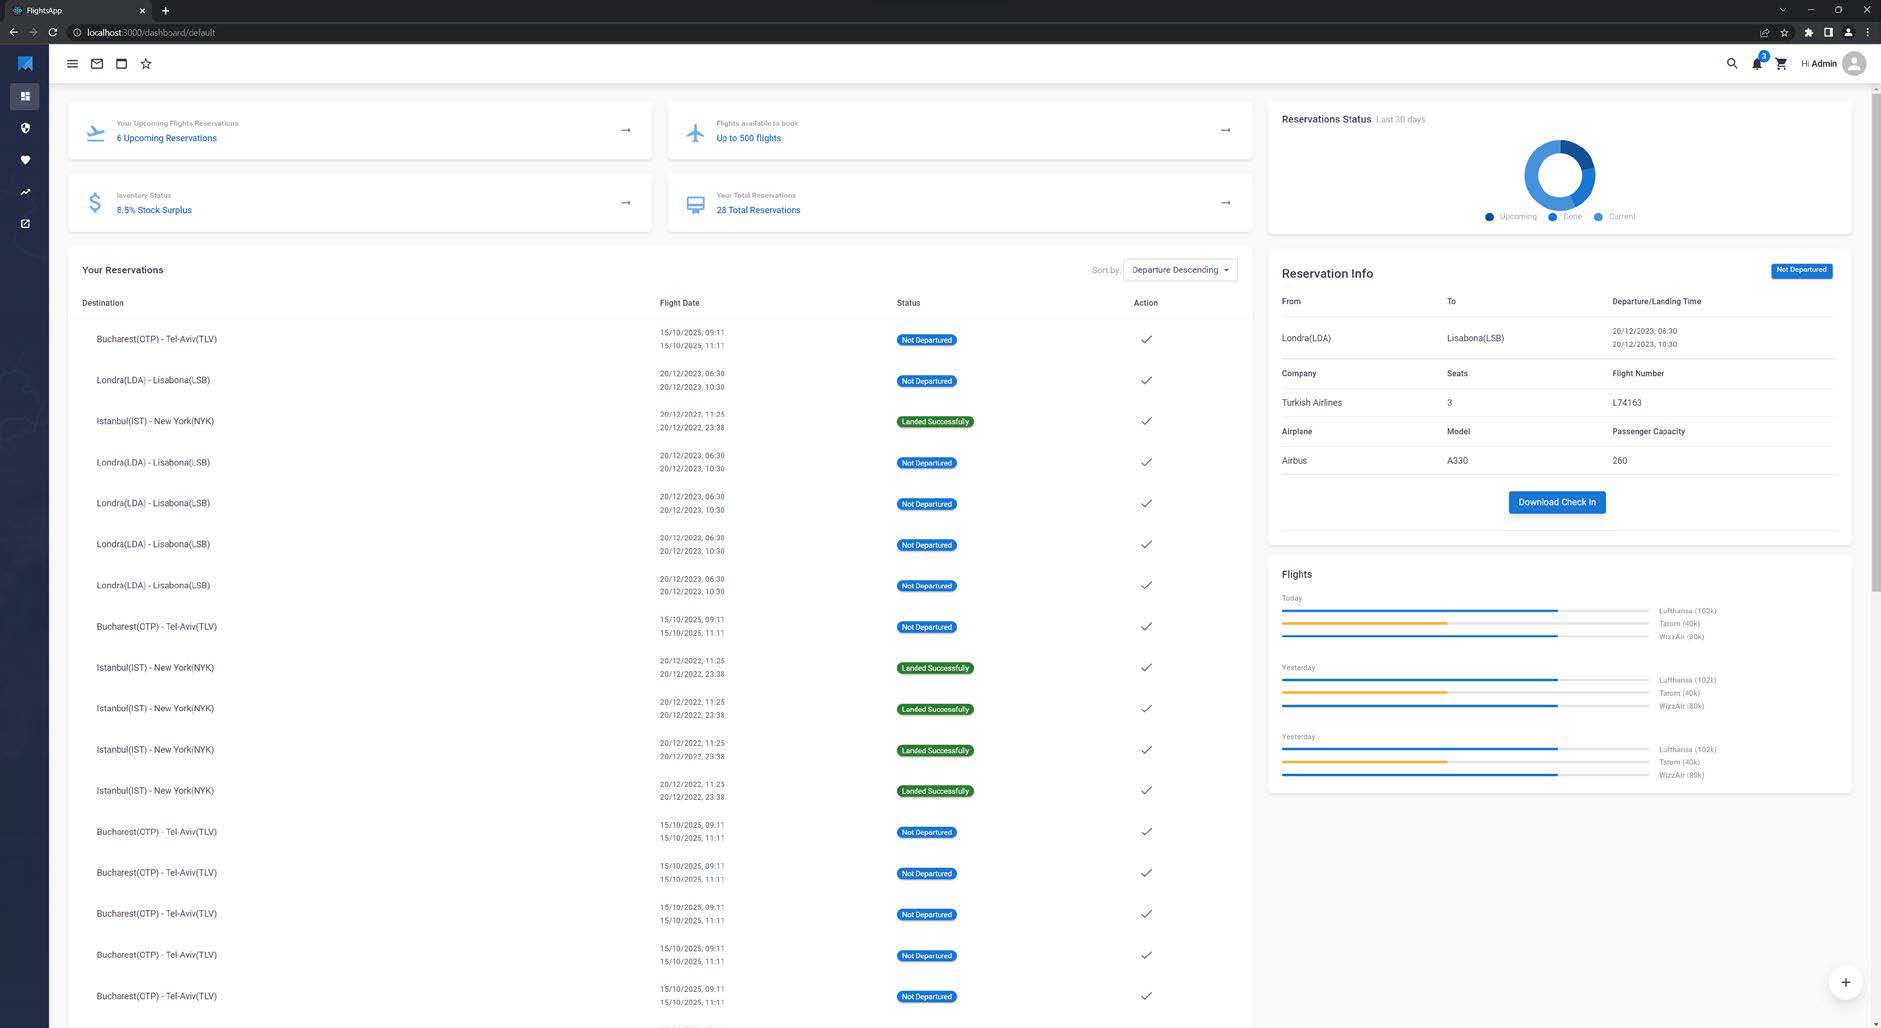 FlightsApp
localhost:3000/dashboard/default
3
Hi Admin
Your Upcoming Flights Reservations
6 Upcoming Reservations
Flights available to book
Up to 500 flights
Inventory Status
8.5% Stock Surplus
Your Total Reservations
28 Total Reservations
Reservations Status Last 30 days
Upcoming Done Current
Your Reservations
Sort by: Departure Descending
Destination Flight Date Status Action
Bucharest(OTP) - Tel-Aviv(TLV) 15/10/2025, 09:11 Not Departured
15/10/2025, 11:11
Londra(LDA) - Lisabona(LSB) 20/12/2023, 06:30 Not Departured
20/12/2023, 10:30
Istanbul(IST) - New York(NYK) 20/12/2022, 11:25 Landed Successfully
20/12/2022, 23:38
Londra(LDA) - Lisabona(LSB) 20/12/2023, 06:30 Not Departured
20/12/2023, 10:30
Londra(LDA) - Lisabona(LSB) 20/12/2023, 06:30 Not Departured
20/12/2023, 10:30
Londra(LDA) - Lisabona(LSB) 20/12/2023, 06:30 Not Departured
20/12/2023, 10:30
Londra(LDA) - Lisabona(LSB) 20/12/2023, 06:30 Not Departured
20/12/2023, 10:30
Bucharest(OTP) - Tel-Aviv(TLV) 15/10/2025, 09:11 Not Departured
15/10/2025, 11:11
Istanbul(IST) - New York(NYK) 20/12/2022, 11:25 Landed Successfully
20/12/2022, 23:38
Istanbul(IST) - New York(NYK) 20/12/2022, 11:25 Landed Successfully
20/12/2022, 23:38
Istanbul(IST) - New York(NYK) 20/12/2022, 11:25 Landed Successfully
20/12/2022, 23:38
Istanbul(IST) - New York(NYK) 20/12/2022, 11:25 Landed Successfully
20/12/2022, 23:38
Bucharest(OTP) - Tel-Aviv(TLV) 15/10/2025, 09:11 Not Departured
15/10/2025, 11:11
Bucharest(OTP) - Tel-Aviv(TLV) 15/10/2025, 09:11 Not Departured
15/10/2025, 11:11
Bucharest(OTP) - Tel-Aviv(TLV) 15/10/2025, 09:11 Not Departured
15/10/2025, 11:11
Bucharest(OTP) - Tel-Aviv(TLV) 15/10/2025, 09:11 Not Departured
15/10/2025, 11:11
Bucharest(OTP) - Tel-Aviv(TLV) 15/10/2025, 09:11 Not Departured
15/10/2025, 11:11
Reservation Info Not Departured
From To Departure/Landing Time
Londra(LDA) Lisabona(LSB) 20/12/2023, 06:30
20/12/2023, 10:30
Company Seats Flight Number
Turkish Airlines 3 L74163
Airplane Model Passenger Capacity
Airbus A330 260
Download Check In
Flights
Today
Lufthansa (102k)
Tarom (40k)
WizzAir (80k)
Yesterday
Lufthansa (102k)
Tarom (40k)
WizzAir (80k)
Yesterday
Lufthansa (102k)
Tarom (40k)
WizzAir (80k)